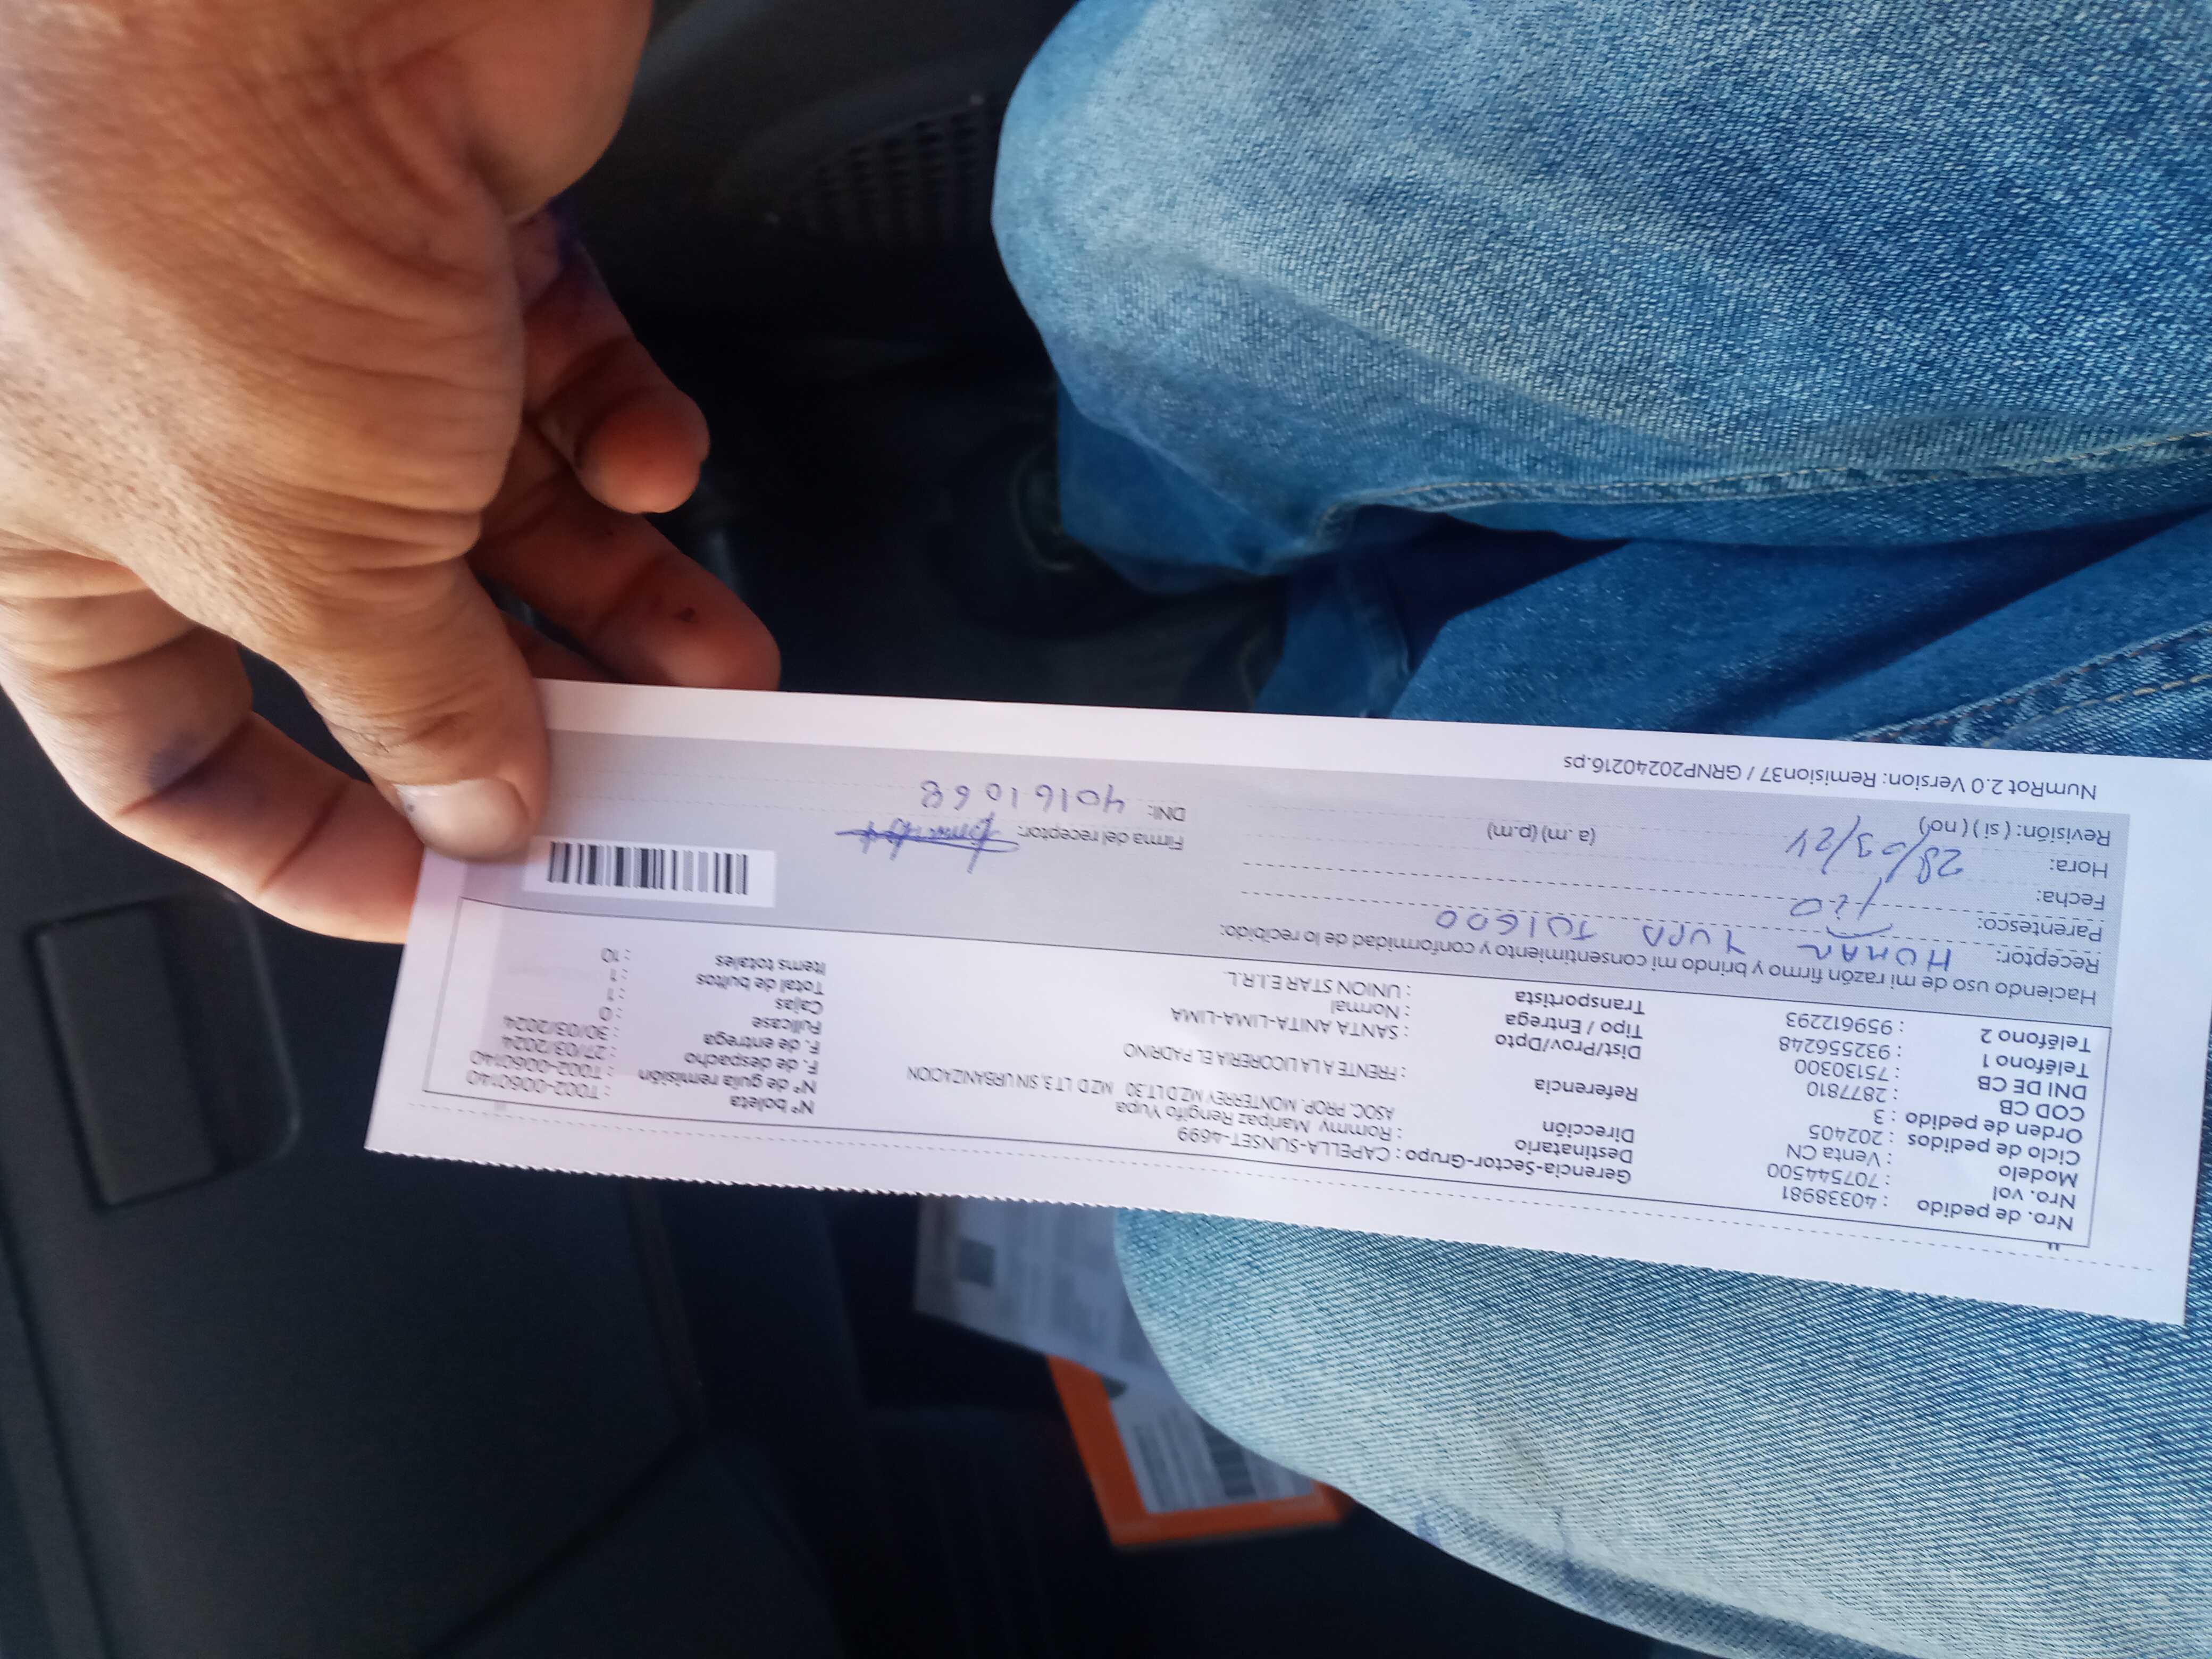 Nro. de pedido : 40338981
Nro. vol : 707544500
Modelo : Venta CN
Ciclo de pedidos : 202405
Orden de pedido : 3
COD CB : 2877810
DNI DE CB : 75130300
Teléfono 1 : 932556248
Teléfono 2 : 959612293
Gerencia-Sector-Grupo : CAPELLA-SUNSET-4699
Destinatario : Rommy Maripaz Rengifo Yupa
Dirección ASOC. PROP. MONTERREY MZ.D LT.30 MZ D LT 3, SIN URBANIZACION
Referencia : FRENTE A LA LICORERIA EL PADRINO
Dist/Prov/Dpto : SANTA ANITA-LIMA-LIMA
Tipo / Entrega : Normal
Transportista : UNION STAR E.I.R.L
Nº boleta : T002-0060140
Nº de guía remisión : T002-0060140
F. de despacho : 27/03/2024
F. de entrega : 30/03/2024
Fullcase : 0
Cajas : 1
Total de bultos : 1
Items totales : 10
Haciendo uso de mi razón firmo y brindo mi consentimiento y conformidad de lo recibido:
Receptor: YUPA
Parentesco:
Fecha:
Hora: 28/03/24 (a. m) (p.m)
Revisión: ( si ) ( no )
Firma del receptor:
DNI: 40161068
NumRot 2.0 Version: Remision37 / GRNP20240216.ps